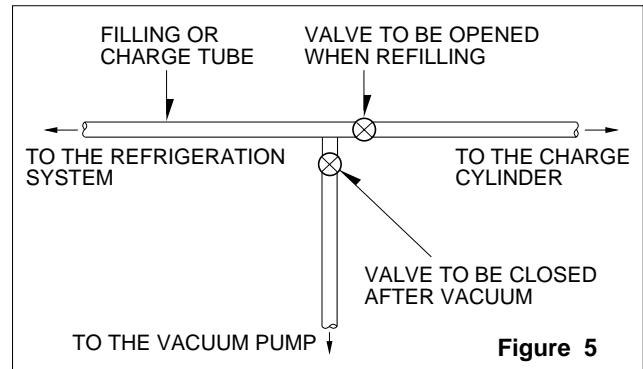 FILLING OR
CHARGE TUBE
VALVE TO BE OPENED
WHEN REFILLING
TO THE REFRIGERATION
SYSTEM
TO THE CHARGE
CYLINDER
VALVE TO BE CLOSED
AFTER VACUUM
TO THE VACUUM PUMP
Figure 5